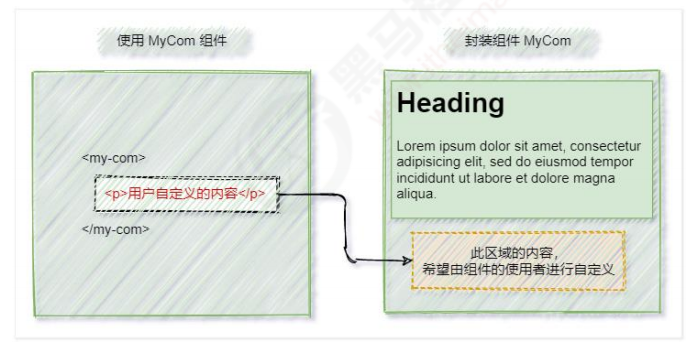 使用 MyCom 组件
封装组件 MyCom
<my-com>
<p>用户自定义的内容</p>
</my-com>
Heading
Lorem ipsum dolor sit amet, consectetur
adipisicing elit, sed do eiusmod tempor
incididunt ut labore et dolore magna
aliqua.
此区域的内容，
希望由组件的使用者进行自定义